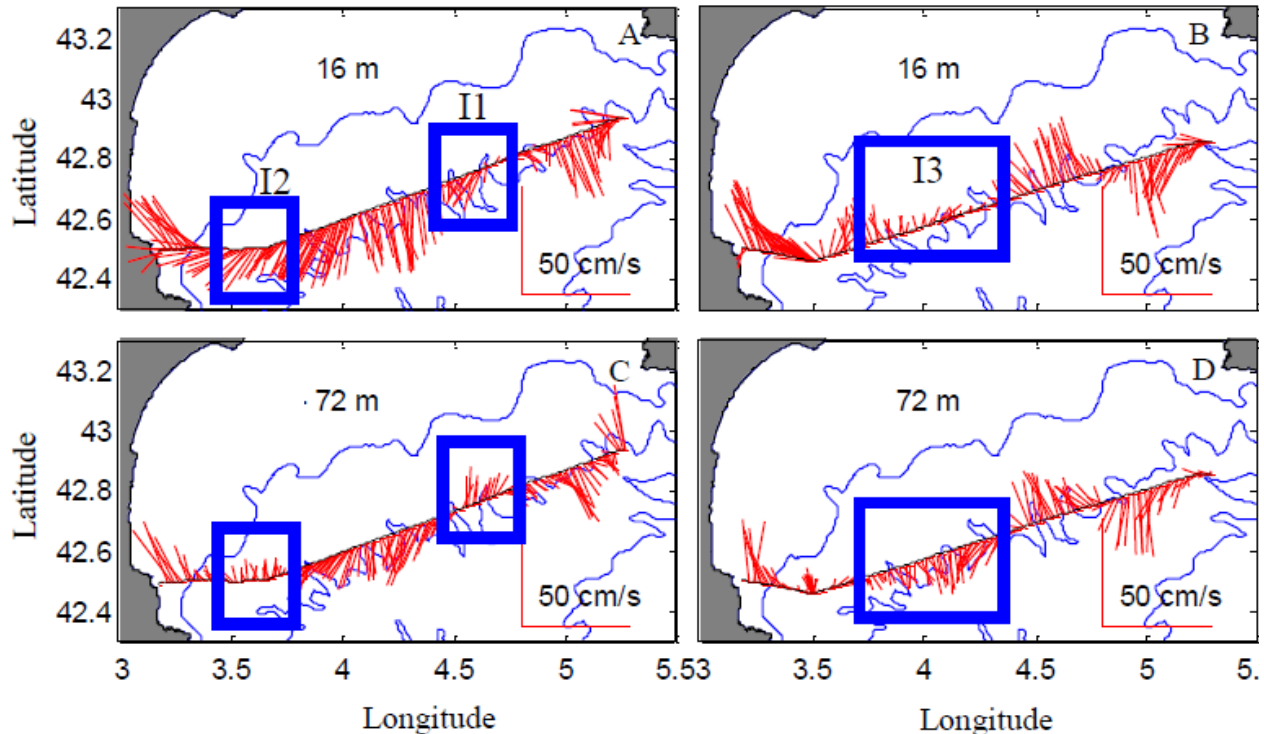 A
B
43.2
16 m
16 m
43
I1
Latitude
42.8
I2
I3
42.6
42.4
50 cm/s
50 cm/s
C
D
43.2
72 m
72 m
43
Latitude
42.8
42.6
42.4
50 cm/s
50 cm/s
3 3.5 4 4.5 5 5.53 3.5 4 4.5 5 5.
Longitude
Longitude